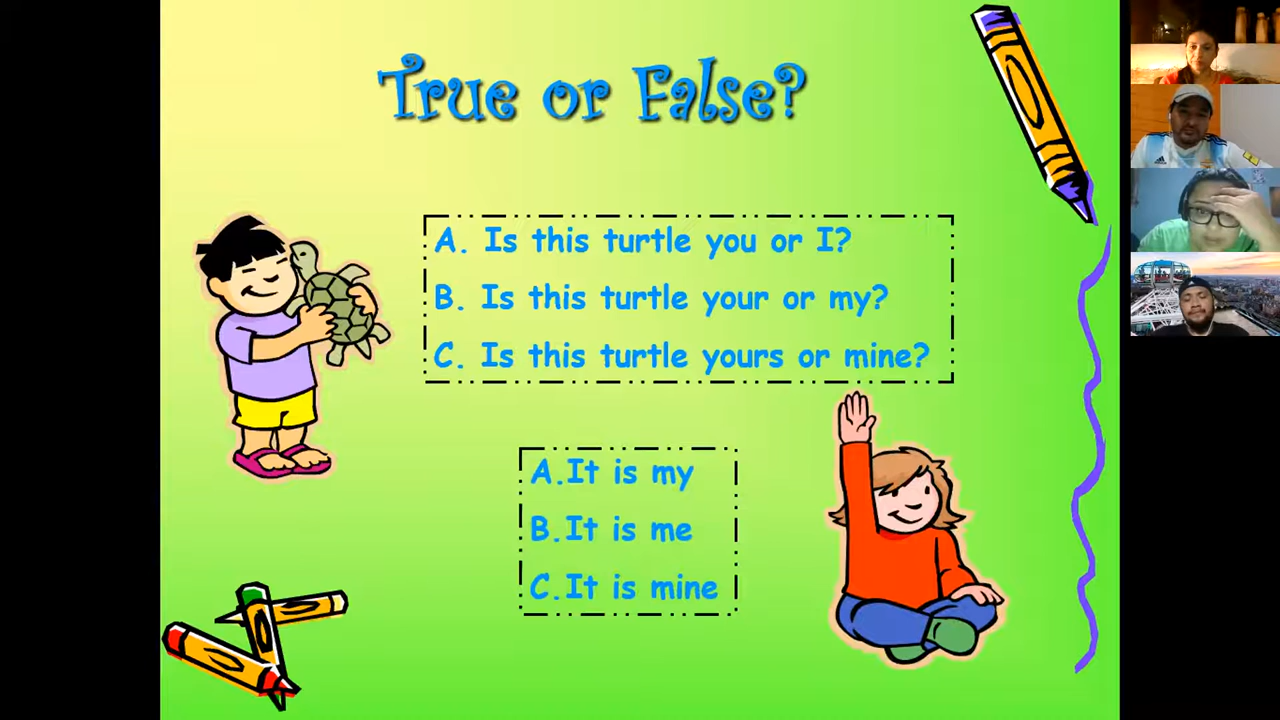 True or False?
A. Is this turtle you or I?
B. Is this turtle your or my?
C. Is this turtle yours or mine?
A.It is my
B.It is me
C.It is mine